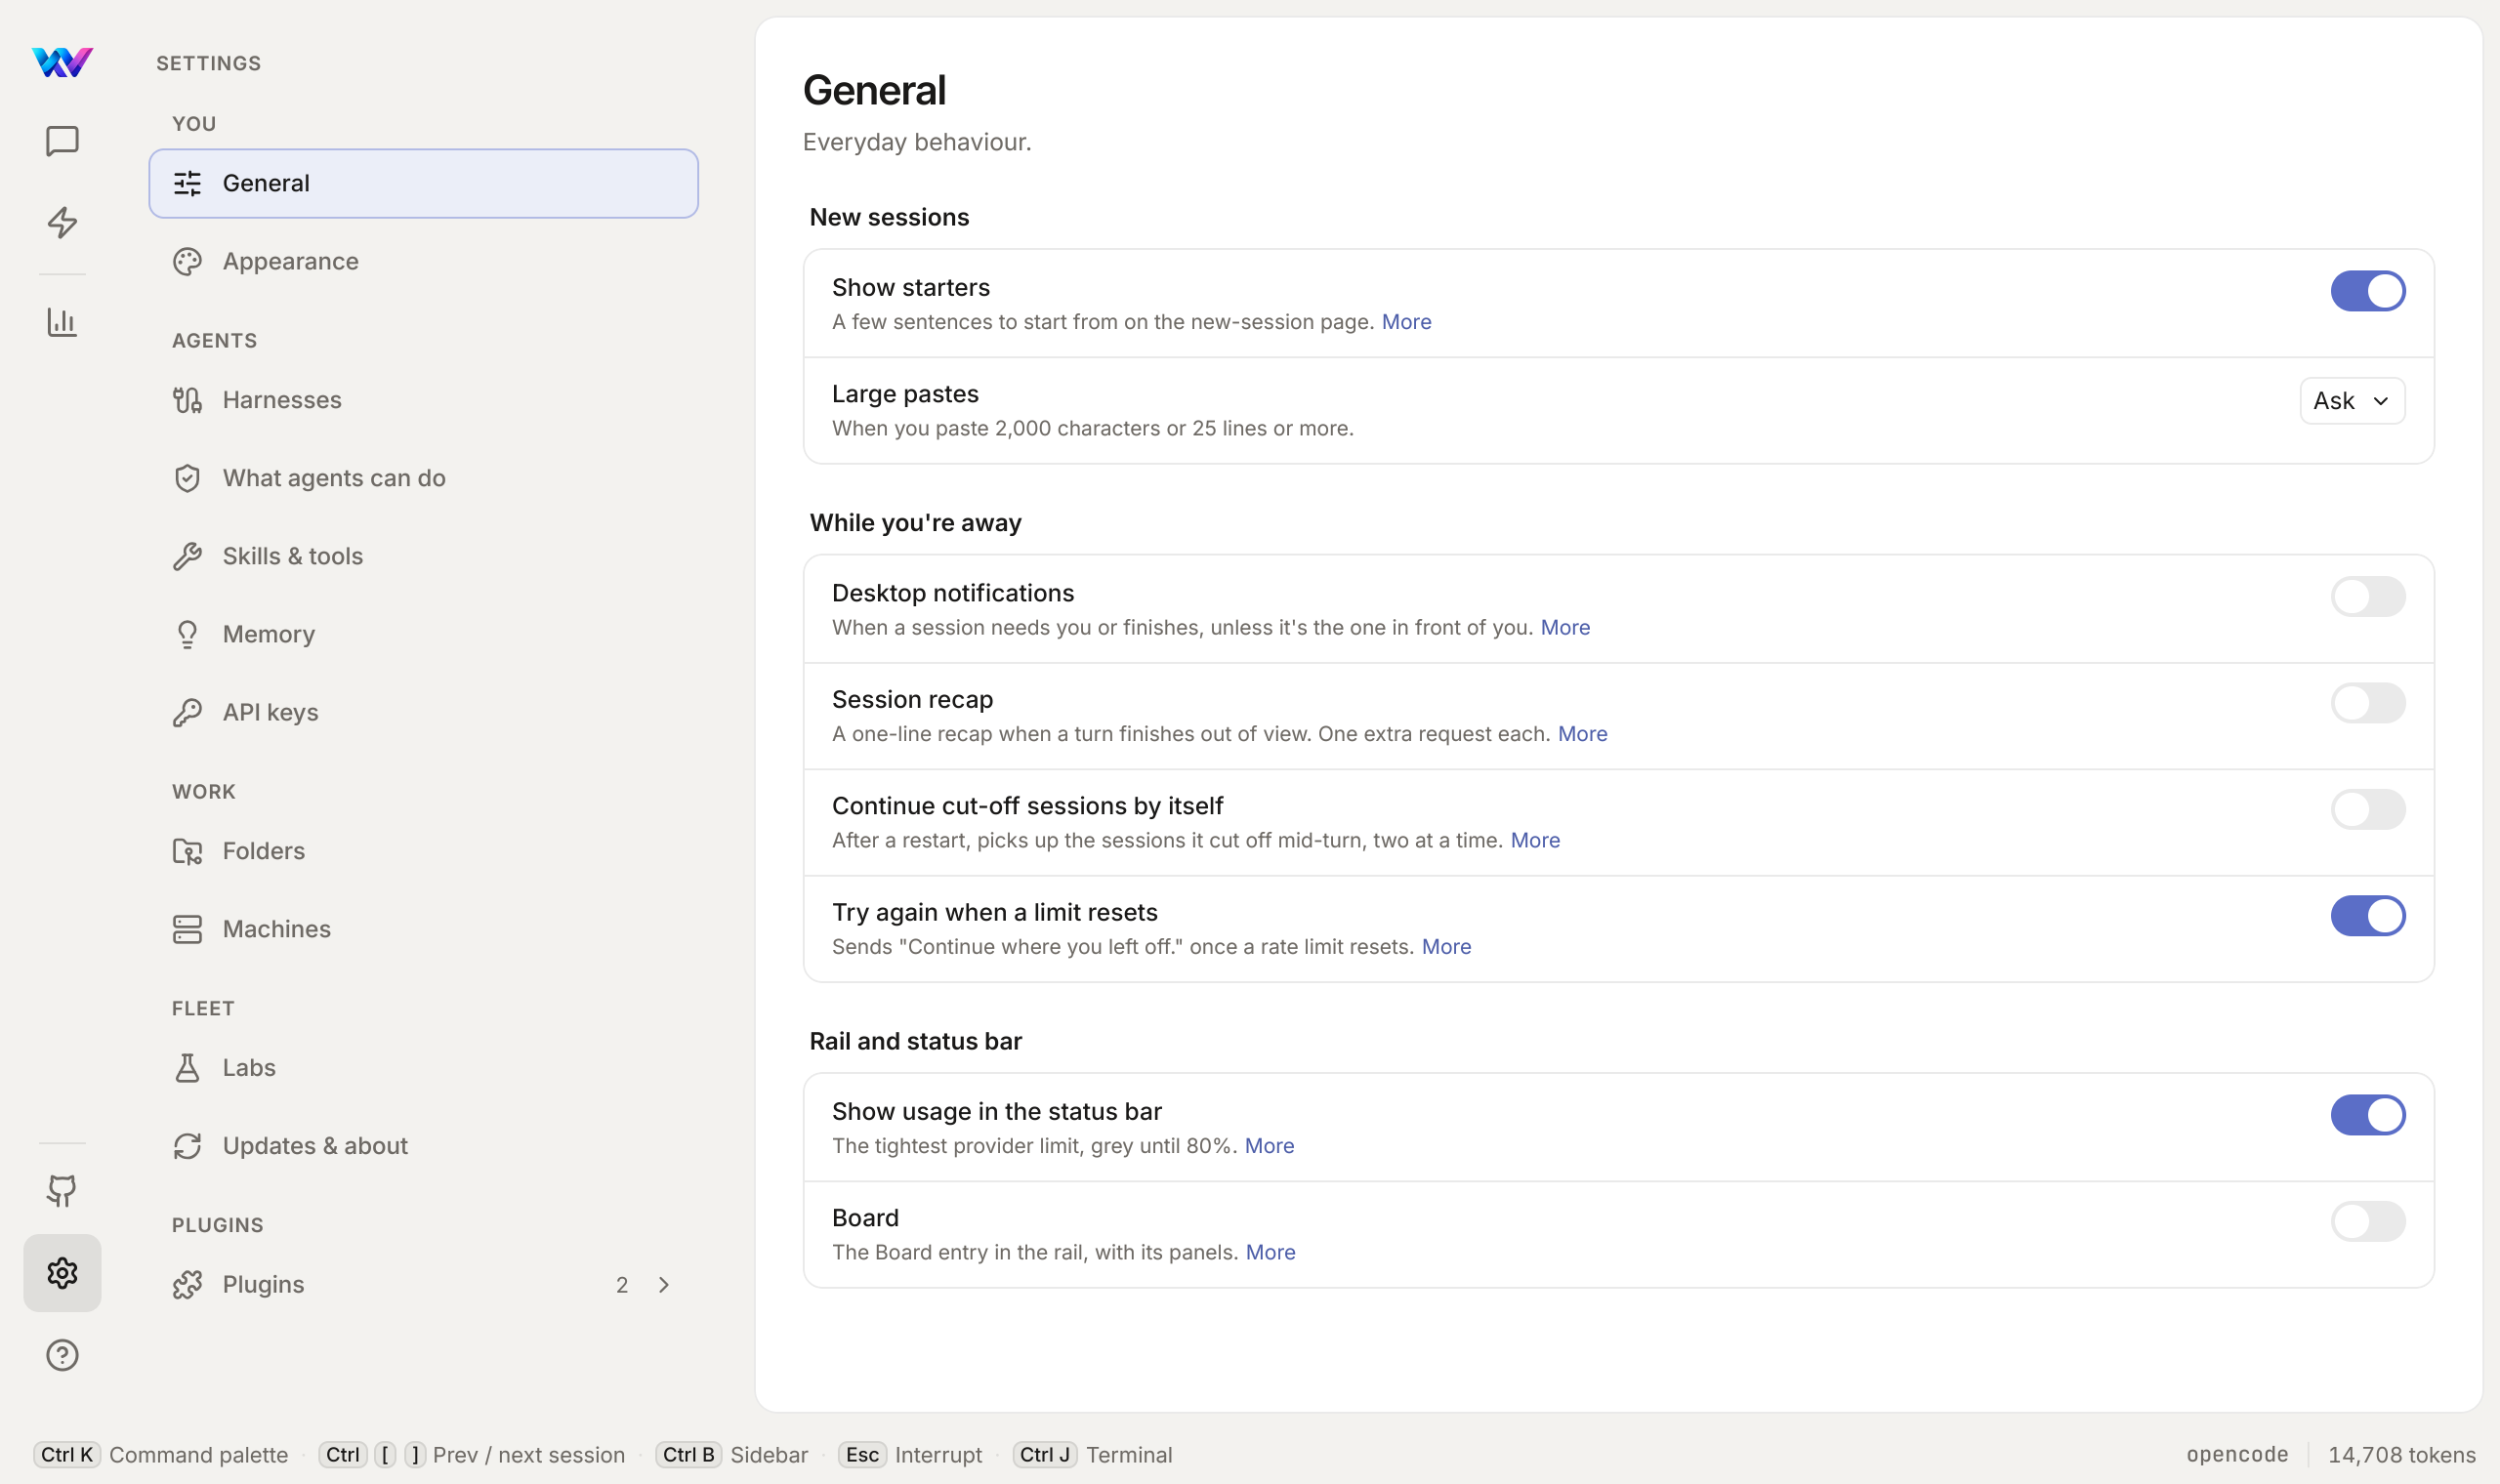 SETTINGS
YOU
General
Appearance
AGENTS
Harnesses
What agents can do
Skills & tools
Memory
API keys
WORK
Folders
Machines
FLEET
Labs
Updates & about
PLUGINS
Plugins 2
General
Everyday behaviour.
New sessions
Show starters
A few sentences to start from on the new-session page. More
Large pastes
Ask
When you paste 2,000 characters or 25 lines or more.
While you're away
Desktop notifications
When a session needs you or finishes, unless it's the one in front of you. More
Session recap
A one-line recap when a turn finishes out of view. One extra request each. More
Continue cut-off sessions by itself
After a restart, picks up the sessions it cut off mid-turn, two at a time. More
Try again when a limit resets
Sends "Continue where you left off." once a rate limit resets. More
Rail and status bar
Show usage in the status bar
The tightest provider limit, grey until 80%. More
Board
The Board entry in the rail, with its panels. More
Ctrl K Command palette · Ctrl [ ] Prev / next session · Ctrl B Sidebar · Esc Interrupt · Ctrl J Terminal
opencode 14,708 tokens